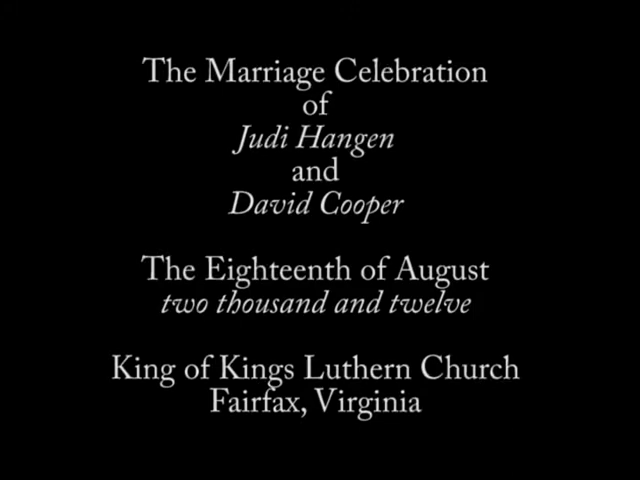 The Marriage Celebration
of
Judi Hangen
and
David Cooper
The Eighteenth of August
two thousand and twelve
King of Kings Luthern Church
Fairfax, Virginia